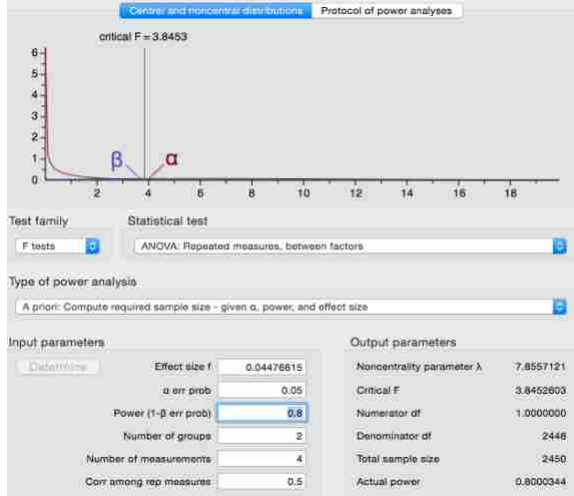 Central and noncentral distributions Protocol of power analyses
critical F = 3.8453
6
5
4
3
2
1
0
β α
2 4 6 8 10 12 14 16 18
Test family Statistical test
F tests ANOVA: Repeated measures, between factors
Type of power analysis
A priori: Compute required sample size - given α, power, and effect size
Input parameters Output parameters
Determine Effect size f 0.04476615 Noncentrality parameter λ 7.8557121
α err prob 0.05 Critical F 3.8452603
Power (1-β err prob) 0.8 Numerator df 1.0000000
Number of groups 2 Denominator df 2448
Number of measurements 4 Total sample size 2450
Corr among rep measures 0.5 Actual power 0.8000344